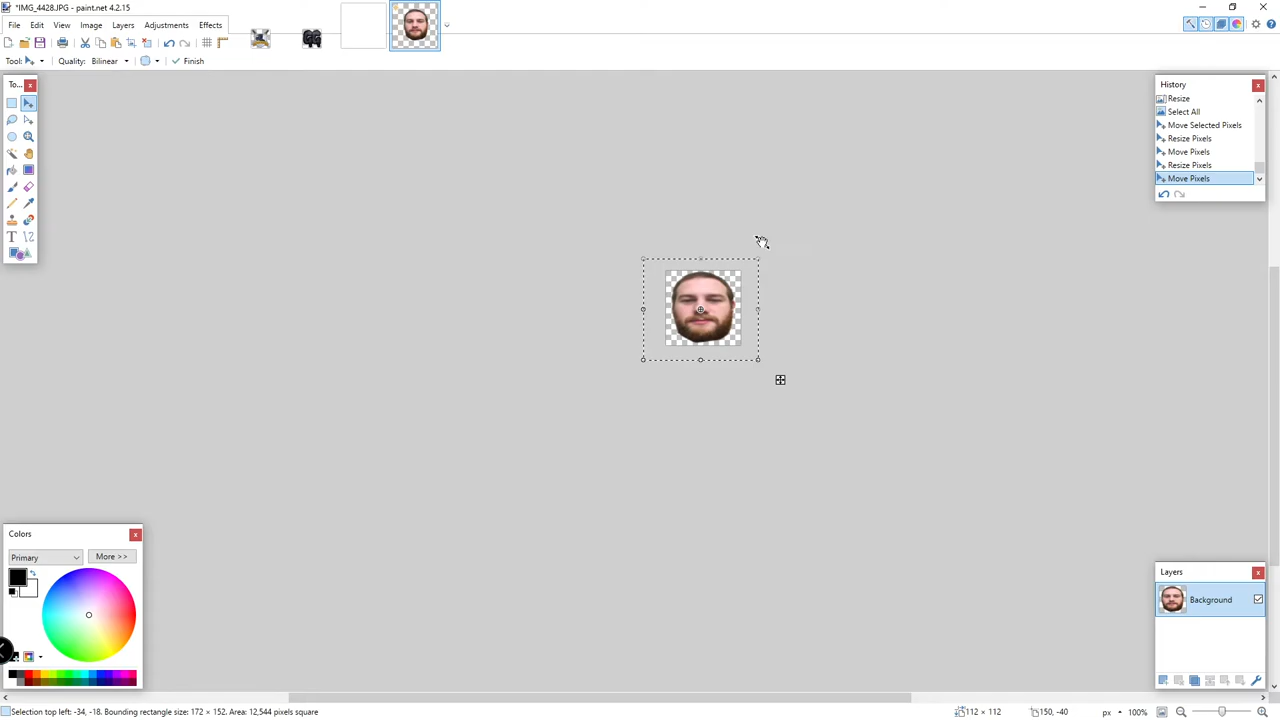 *IMG_4428.JPG - paint.net 4.2.15
File Edit View Image Layers Adjustments Effects
Tool: Quality: Bilinear Finish
To...
History
Resize
Select All
Move Selected Pixels
Resize Pixels
Move Pixels
Resize Pixels
Move Pixels
Colors
Primary More >>
Layers
Background
Selection top left: -34, -18. Bounding rectangle size: 172 × 152. Area: 12,544 pixels square 112 × 112 150, -40 px 100%